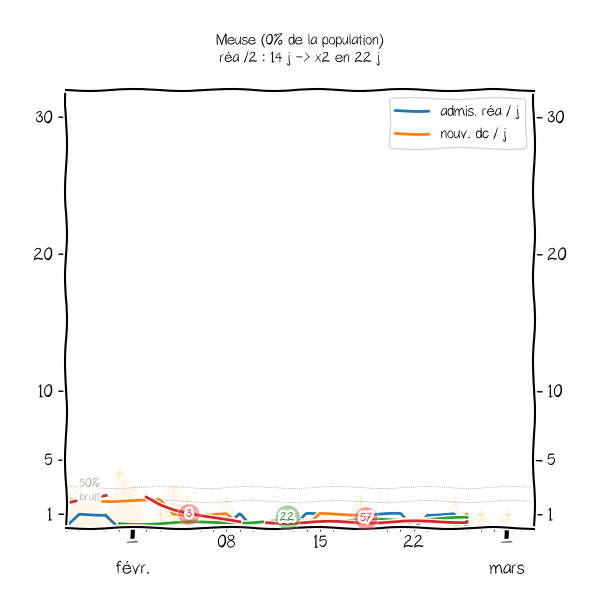 Meuse (0% de la population)
réa /2 : 14 j -> x2 en 22 j
admis. réa / j
nouv. dc / j
30
30
20
20
10
10
5
5
50%
bruit
1
3
22
57
1
08
15
22
févr.
mars